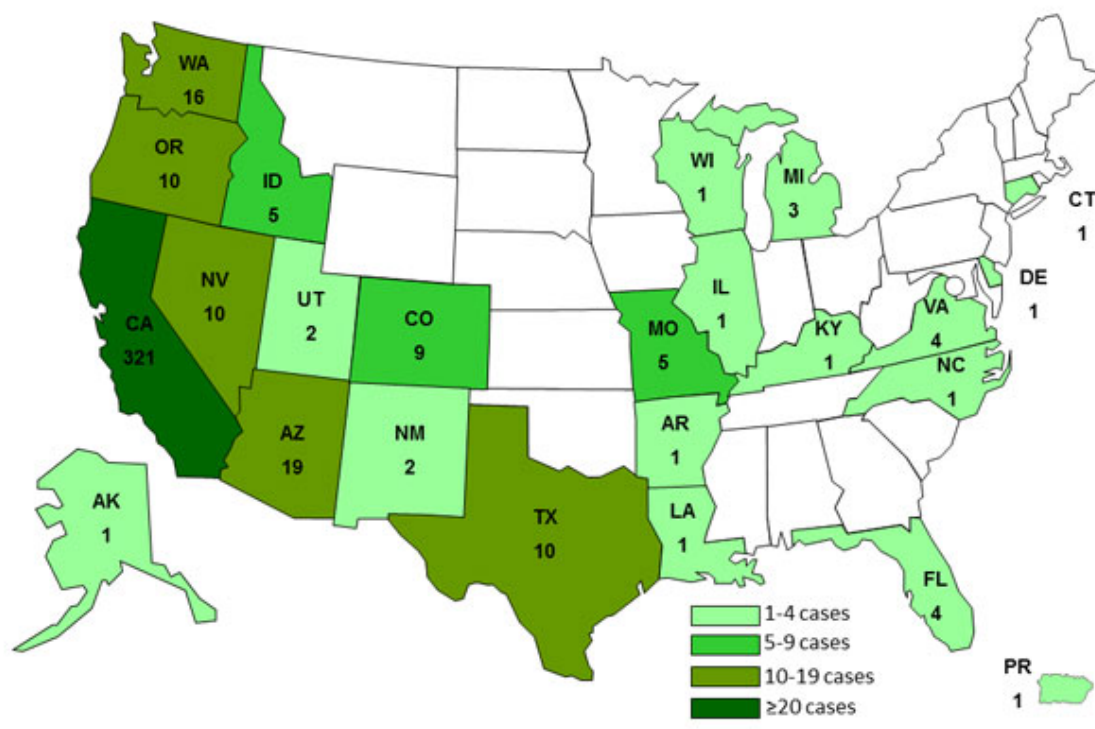 WA
16
OR
10
ID
5
WI
1
MI
3
CT
1
NV
10
UT
2
CO
9
CA
321
IL
1
MO
5
KY
1
DE
1
VA
4
NC
1
AZ
19
NM
2
AR
1
AK
1
TX
10
LA
1
FL
4
1-4 cases
5-9 cases
10-19 cases
≥20 cases
PR
1